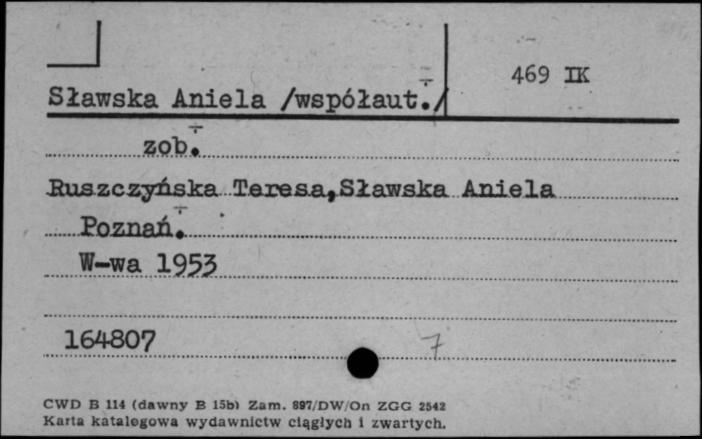 469 IK
Sławska Aniela /współaut./
zob.
Ruszczyńska Teresa,Sławska Aniela
Poznań.
W-wa 1953
164807
7
CWD B 114 (dawny B 15b) Zam. 897/DW/On ZGG 2542
Karta katalogowa wydawnictw ciągłych i zwartych.